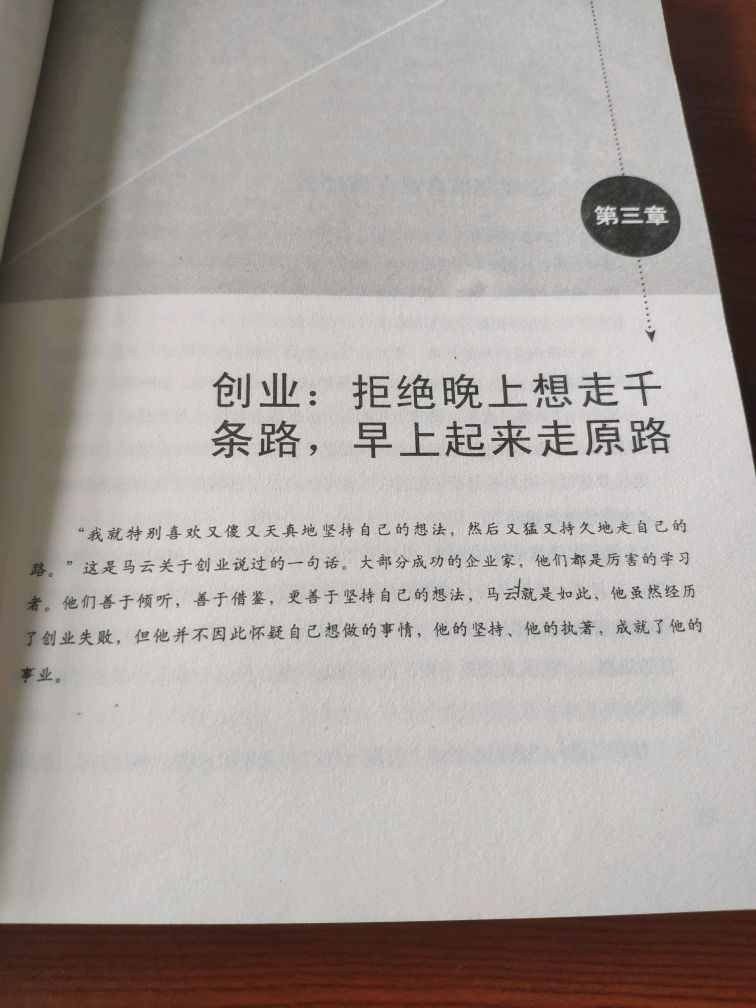 第三章
创业：拒绝晚上想走千
条路，早上起来走原路
“我就特别喜欢又傻又天真地坚持自己的想法，然后又猛又持久地走自己的
路。”这是马云关于创业说过的一句话。大部分成功的企业家，他们都是厉害的学习
者。他们善于倾听，善于借鉴，更善于坚持自己的想法，马云就是如此，他虽然经历
了创业失败，但他并不因此怀疑自己想做的事情，他的坚持、他的执著，成就了他的
事业。